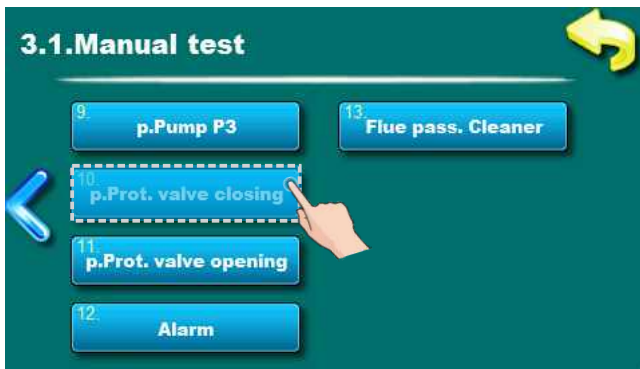 3.1.Manual test
9.
p.Pump P3
10.
p.Prot. valve closing
11.
p.Prot. valve opening
12.
Alarm
13.
Flue pass. Cleaner